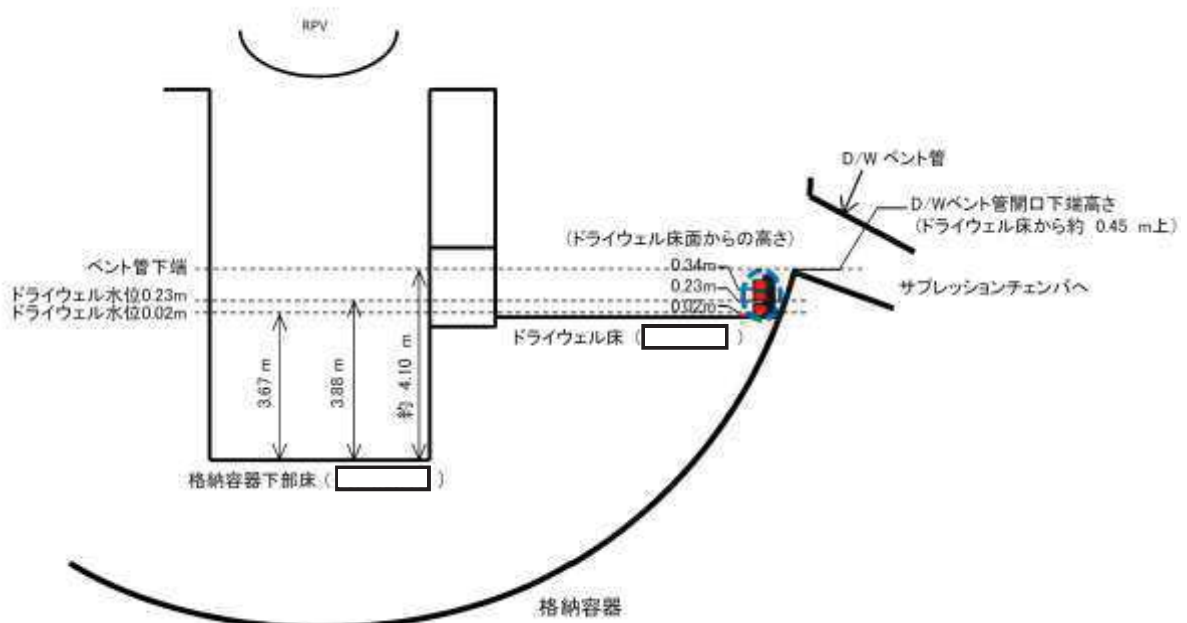 RPV
D/W ベント管
D/Wベント管開口下端高さ
(ドライウェル床から約 0.45 m上)
(ドライウェル床面からの高さ)
ベント管下端
0.34m
ドライウェル水位0.23m
0.23m
ドライウェル水位0.02m
0.02m
サプレッションチェンバへ
ドライウェル床 ( )
3.67 m
3.88 m
約 4.10 m
格納容器下部床 ( )
格納容器